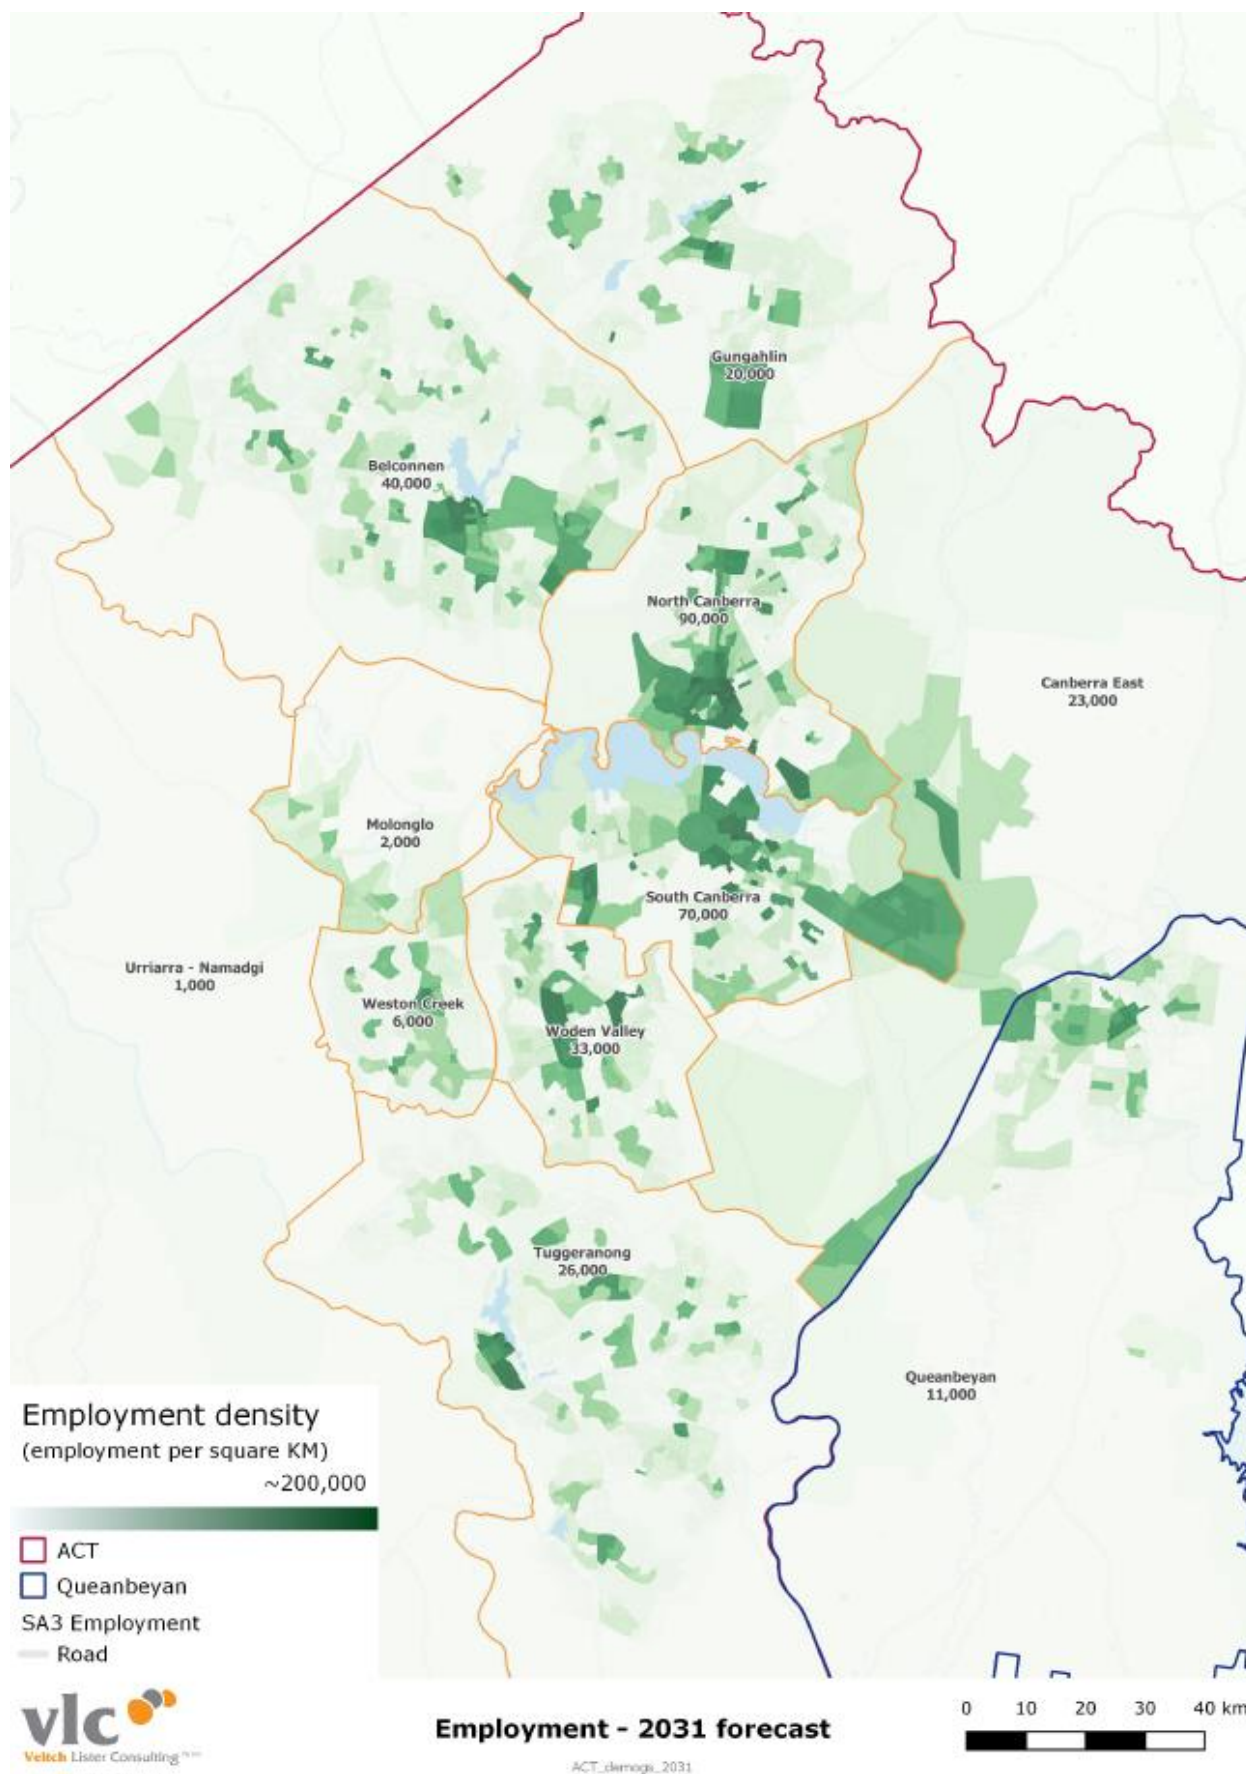 Gungahlin
20,000
Belconnen
40,000
North Canberra
90,000
Canberra East
23,000
Molonglo
2,000
South Canberra
70,000
Urriarra - Namadgi
1,000
Weston Creek
6,000
Woden Valley
33,000
Tuggeranong
26,000
Queanbeyan
11,000
Employment density
(employment per square KM)
~200,000
ACT
Queanbeyan
SA3 Employment
Road
vlc
Veitch Lister Consulting
Employment - 2031 forecast
ACT_demogs_2031
0 10 20 30 40 km